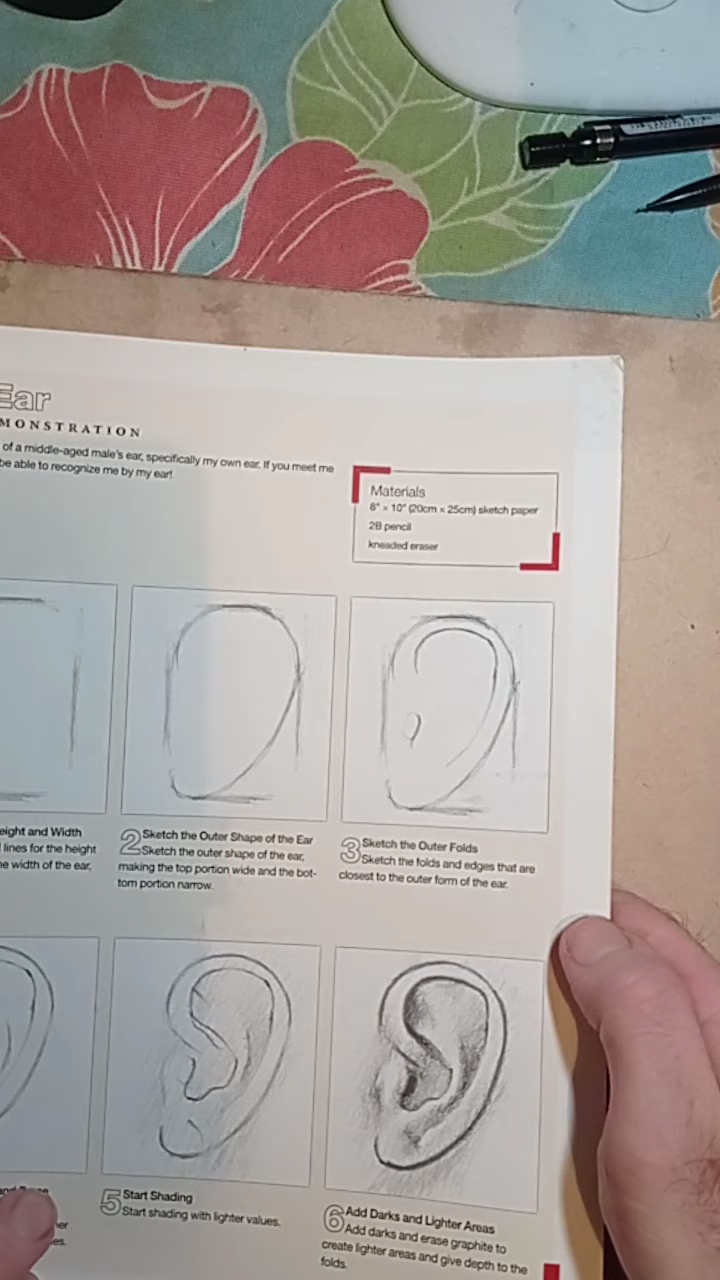 Ear
MONSTRATION
of a middle-aged male's ear, specifically my own ear. If you meet me
be able to recognize me by my ear!
Materials
8" × 10" (20cm × 25cm) sketch paper
2B pencil
kneaded eraser
eight and Width
lines for the height
e width of the ear,
2 Sketch the Outer Shape of the Ear
Sketch the outer shape of the ear,
making the top portion wide and the bot-
tom portion narrow.
3 Sketch the Outer Folds
Sketch the folds and edges that are
closest to the outer form of the ear.
5 Start Shading
Start shading with lighter values.
6 Add Darks and Lighter Areas
Add darks and erase graphite to
create lighter areas and give depth to the
folds.